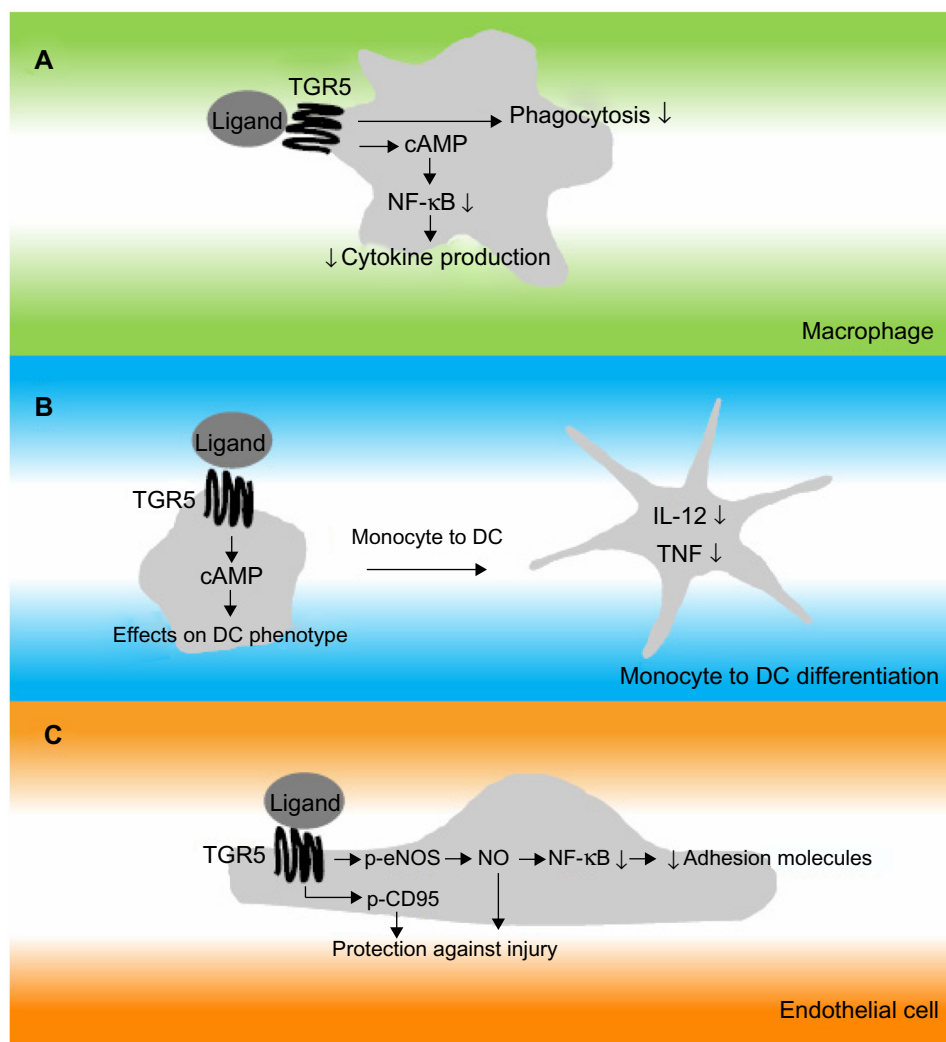 A
TGR5
Ligand
Phagocytosis ↓
cAMP
NF-κB ↓
↓ Cytokine production
Macrophage
B
Ligand
TGR5
cAMP
Effects on DC phenotype
Monocyte to DC
IL-12 ↓
TNF ↓
Monocyte to DC differentiation
C
Ligand
TGR5
p-eNOS
NO
NF-κB ↓
↓ Adhesion molecules
p-CD95
Protection against injury
Endothelial cell